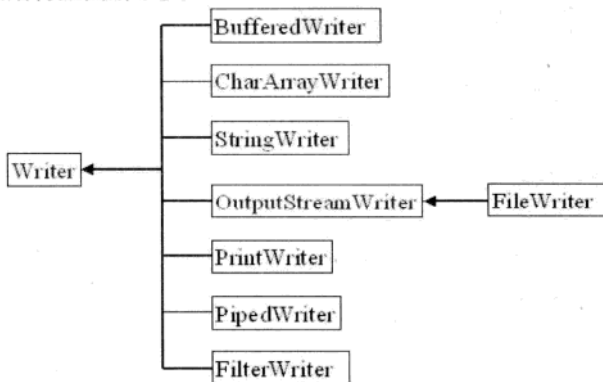 BufferedWriter
CharArrayWriter
StringWriter
Writer
OutputStreamWriter
FileWriter
PrintWriter
PipedWriter
FilterWriter